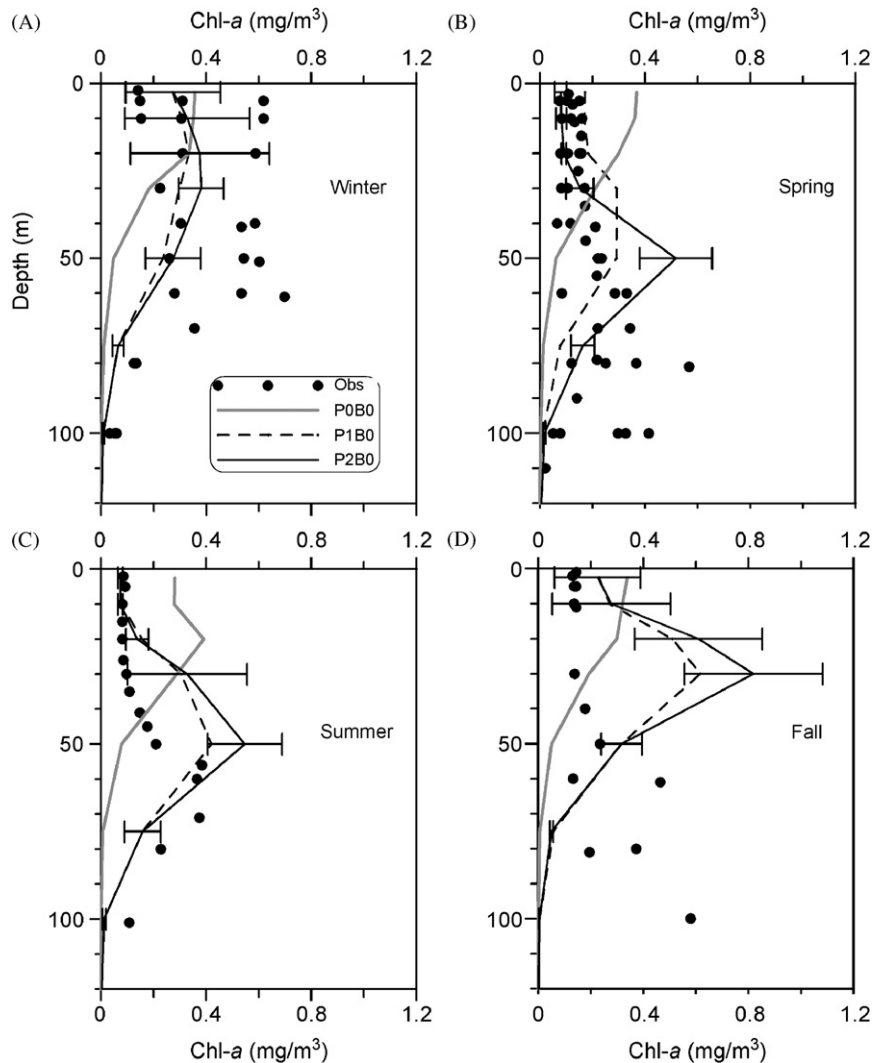 (A) Chl-a (mg/m³) (B) Chl-a (mg/m³)
0 0.4 0.8 1.2 0 0.4 0.8 1.2
0
0
Winter
Spring
50
50
Depth (m)
Obs
P0B0
P1B0
P2B0
100
100
(C) 0 0.4 0.8 1.2 (D) 0 0.4 0.8 1.2
0
0
Summer
Fall
50
50
100
100
0 0.4 0.8 1.2 0 0.4 0.8 1.2
Chl-a (mg/m³) Chl-a (mg/m³)